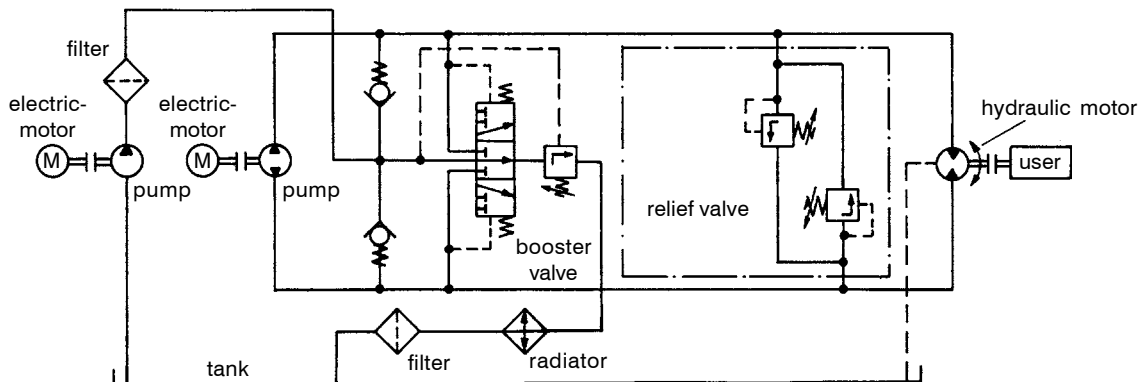 filter
electric-
motor
M
pump
electric-
motor
M
pump
booster
valve
relief valve
hydraulic motor
user
tank
filter
radiator